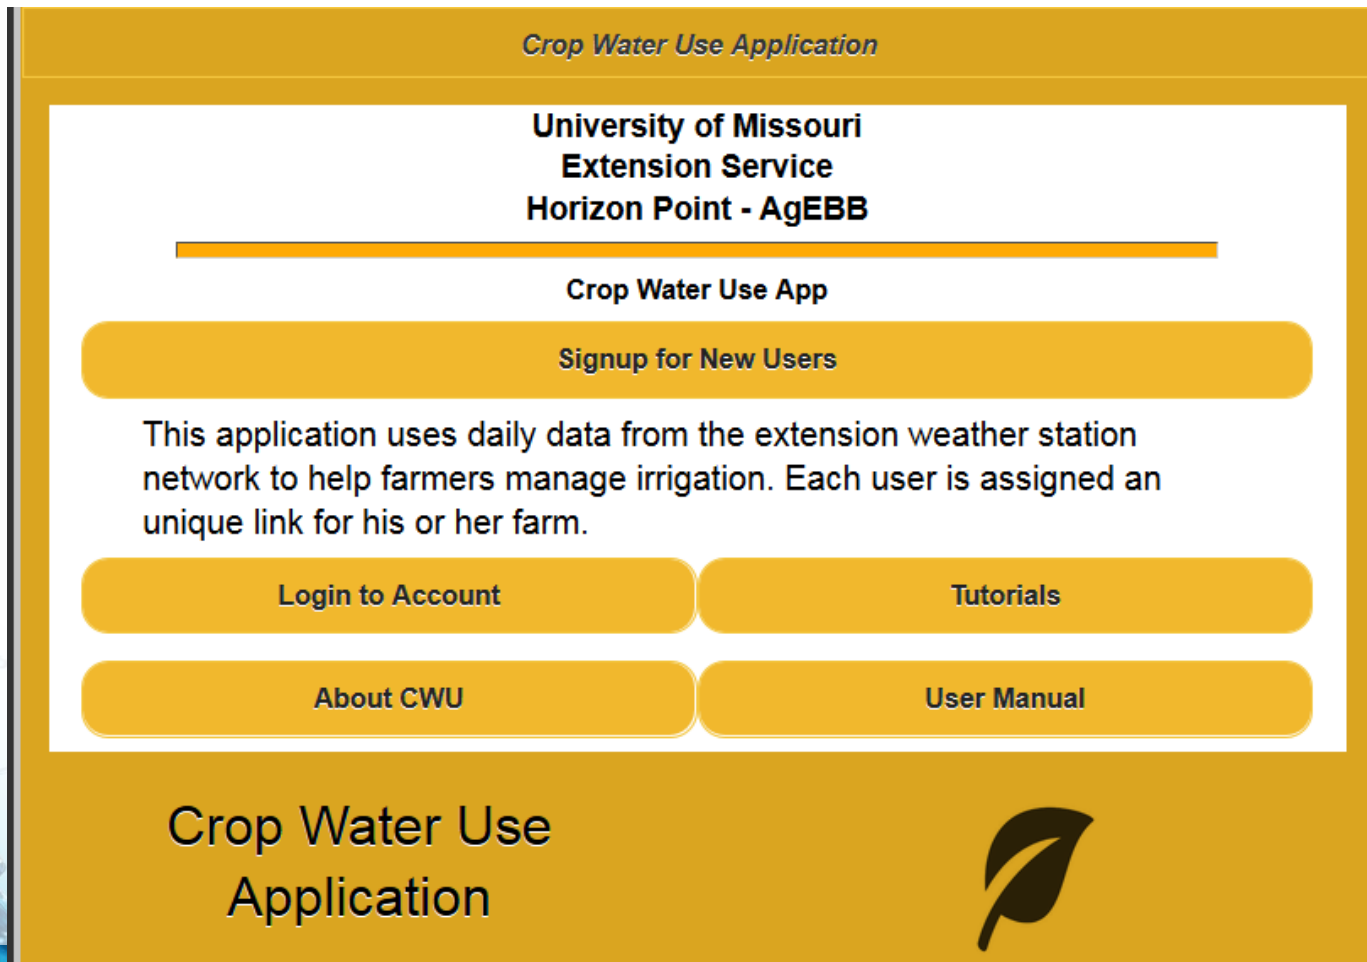 Crop Water Use Application
University of Missouri
Extension Service
Horizon Point - AgEBB
Crop Water Use App
Signup for New Users
This application uses daily data from the extension weather station
network to help farmers manage irrigation. Each user is assigned an
unique link for his or her farm.
Login to Account
Tutorials
About CWU
User Manual
Crop Water Use
Application